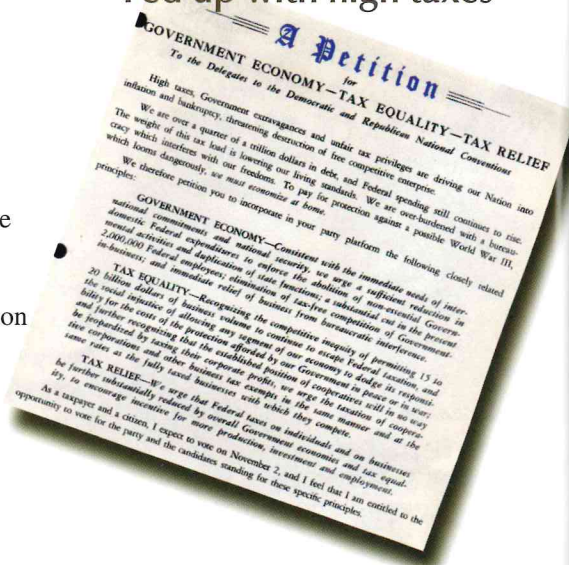 Fed up with high taxes
A Petition
for
GOVERNMENT ECONOMY—TAX EQUALITY—TAX RELIEF
To the Delegates to the Democratic and Republican National Conventions
High taxes, Government extravagances and unfair tax privileges are driving our Nation into
inflation and bankruptcy, threatening destruction of free competitive enterprise.
We are over a quarter of a trillion dollars in debt, and Federal spending still continues to rise.
The weight of this tax load is lowering our living standards. We are over-burdened with a bureau-
cracy which interferes with our freedoms. To pay for protection against a possible World War III,
which looms dangerously, we must economize at home.
We therefore petition you to incorporate in your party platform the following closely related
principles:
GOVERNMENT ECONOMY—Consistent with the immediate needs of inter-
national commitments and national security, we urge a sufficient reduction in
domestic Federal expenditures to enforce the abolition of non-essential Govern-
mental activities and duplication of state functions; a substantial cut in the present
2,000,000 Federal employees; elimination of tax-free competition of Government-
in-business; and immediate relief of business from bureaucratic interference.
TAX EQUALITY—Recognizing the competitive inequity of permitting 15 to
20 billion dollars of business volume to continue to escape Federal taxation, and
the social injustice of allowing any segment of our economy to dodge its responsi-
bility for the costs of the protection afforded by our Government in peace or in war;
and further recognizing that the established position of cooperatives will in no way
be jeopardized by taxing their corporate profits, we urge the taxation of coopera-
tive corporations and other business tax exempts in the same manner and at the
same rates as the fully taxed businesses with which they compete.
TAX RELIEF—We urge that Federal taxes on individuals and on businesses
be further substantially reduced by overall Government economies and tax equal-
ity, to encourage incentive for more production, investment and employment.
As a taxpayer and a citizen, I expect to vote on November 2, and I feel that I am entitled to the
opportunity to vote for the party and the candidates standing for these specific principles.
e
on